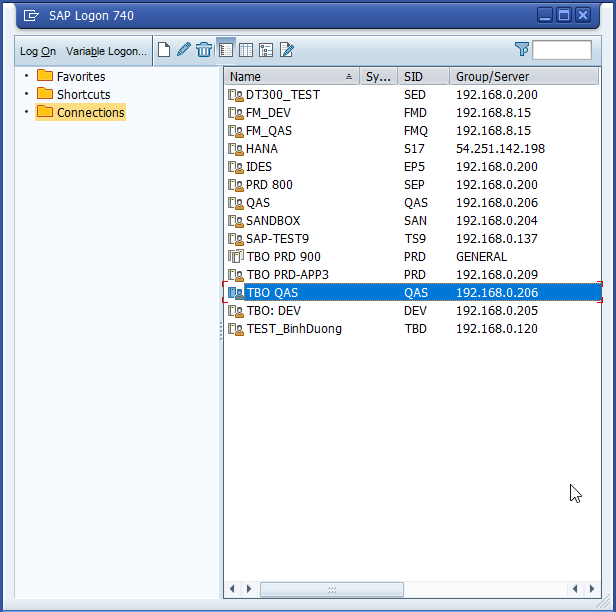 SAP Logon 740
Log On Variable Logon...
Favorites
Shortcuts
Connections
Name Sy... SID Group/Server
DT300_TEST SED 192.168.0.200
FM_DEV FMD 192.168.8.15
FM_QAS FMQ 192.168.8.15
HANA S17 54.251.142.198
IDES EP5 192.168.0.200
PRD 800 SEP 192.168.0.200
QAS QAS 192.168.0.206
SANDBOX SAN 192.168.0.204
SAP-TEST9 TS9 192.168.0.137
TBO PRD 900 PRD GENERAL
TBO PRD-APP3 PRD 192.168.0.209
TBO QAS QAS 192.168.0.206
TBO: DEV DEV 192.168.0.205
TEST_BinhDuong TBD 192.168.0.120